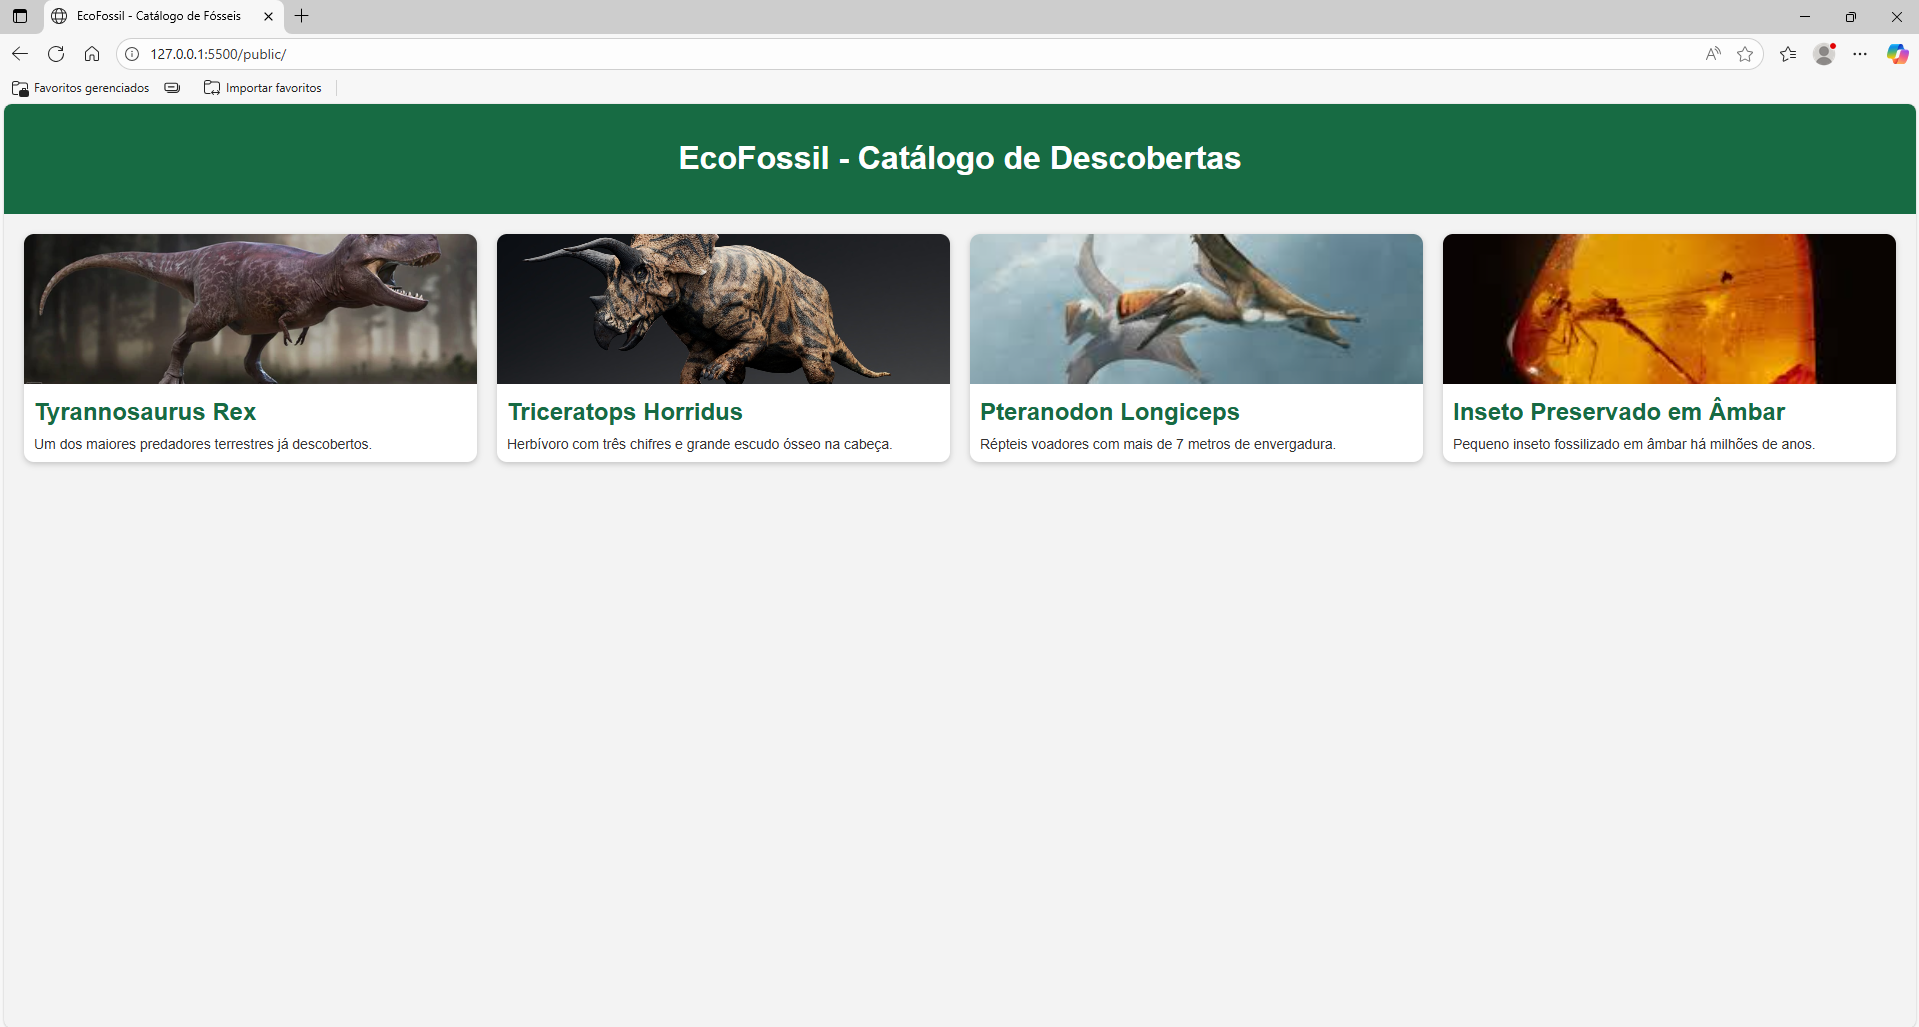 EcoFossil - Catálogo de Fósseis
127.0.0.1:5500/public/
Favoritos gerenciados
Importar favoritos
EcoFossil - Catálogo de Descobertas
Tyrannosaurus Rex
Um dos maiores predadores terrestres já descobertos.
Triceratops Horridus
Herbívoro com três chifres e grande escudo ósseo na cabeça.
Pteranodon Longiceps
Répteis voadores com mais de 7 metros de envergadura.
Inseto Preservado em Âmbar
Pequeno inseto fossilizado em âmbar há milhões de anos.